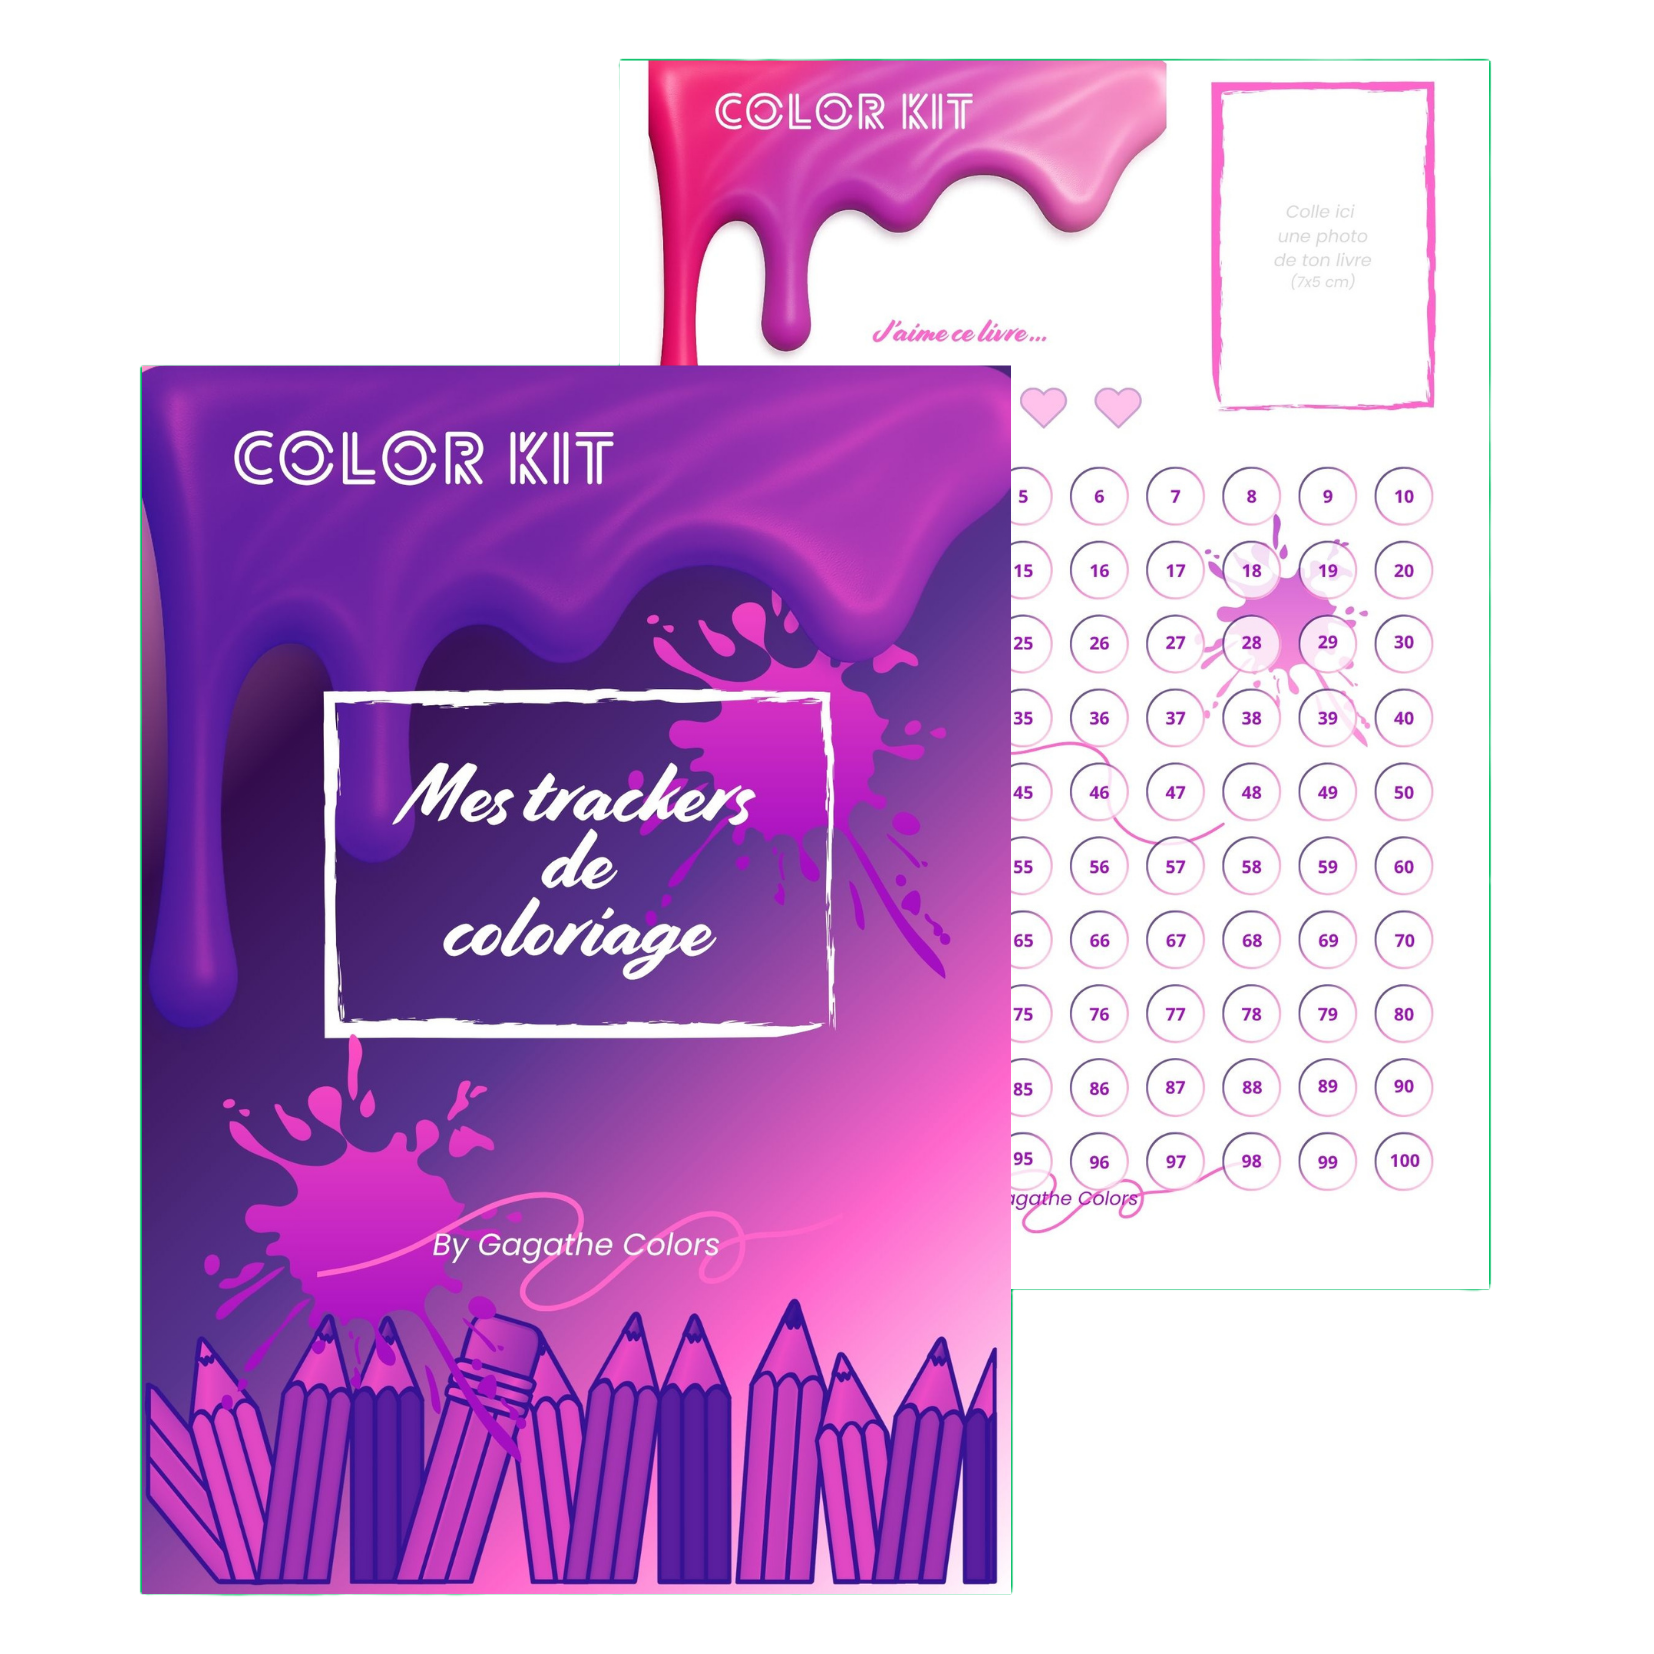 COLOR KIT
Colle ici
une photo
de ton livre
(7x5 cm)
J'aime ce livre...
5 6 7 8 9 10
15 16 17 18 19 20
25 26 27 28 29 30
35 36 37 38 39 40
45 46 47 48 49 50
55 56 57 58 59 60
65 66 67 68 69 70
75 76 77 78 79 80
85 86 87 88 89 90
95 96 97 98 99 100
Colors
COLOR KIT
Mes trackers
de
coloriage
By Gagathe Colors